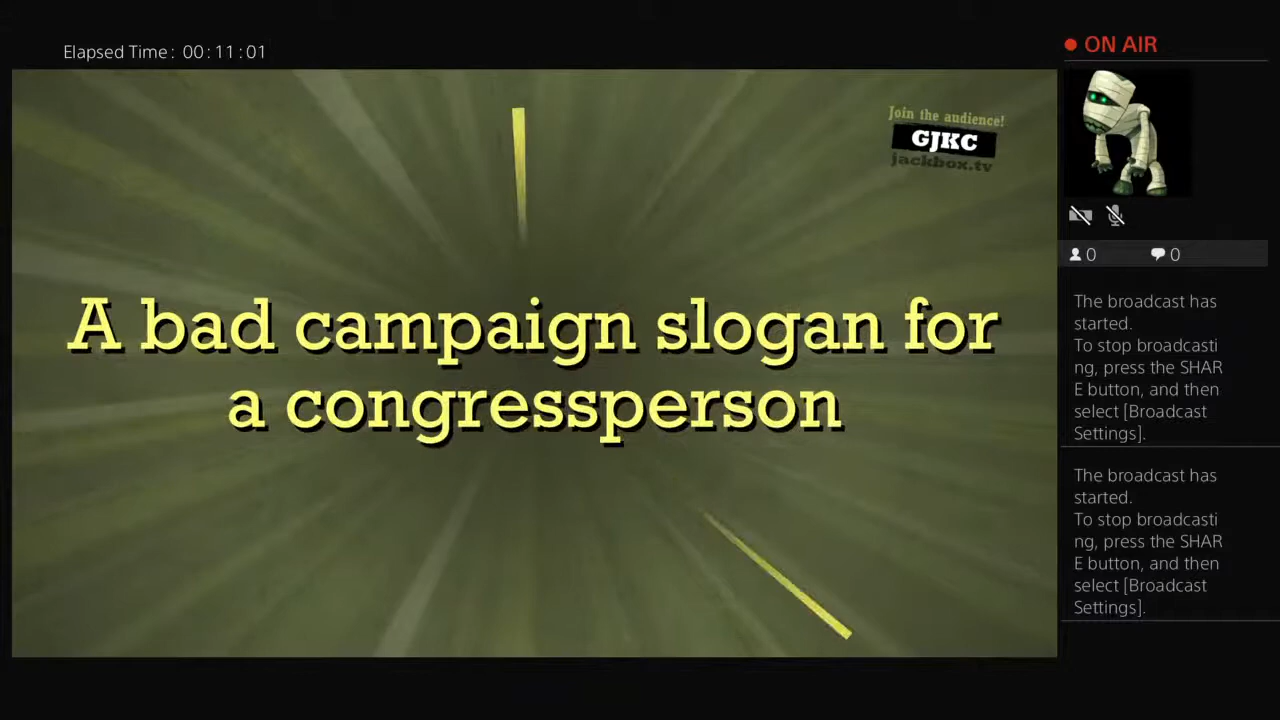 Elapsed Time: 00:11:01
ON AIR
Join the audience!
GJKC
jackbox.tv
A bad campaign slogan for
a congressperson
0 0
The broadcast has
started.
To stop broadcasti
ng, press the SHAR
E button, and then
select [Broadcast
Settings].
The broadcast has
started.
To stop broadcasti
ng, press the SHAR
E button, and then
select [Broadcast
Settings].